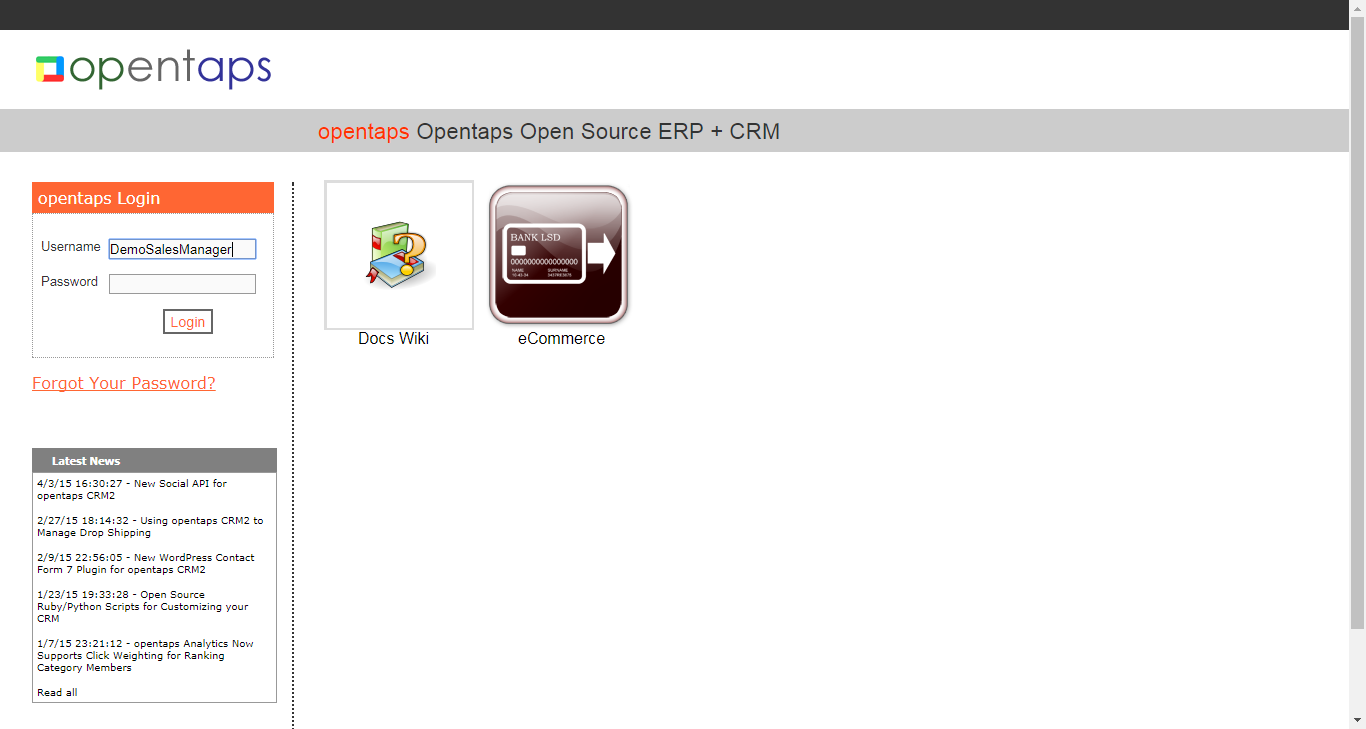 opentaps
opentaps Opentaps Open Source ERP + CRM
opentaps Login
Username DemoSalesManager
Password
Login
Forgot Your Password?
BANK LSD
0000000000000000
NAME SURNAME
Docs Wiki
eCommerce
Latest News
4/3/15 16:30:27 - New Social API for
opentaps CRM2
2/27/15 18:14:32 - Using opentaps CRM2 to
Manage Drop Shipping
2/9/15 22:56:05 - New WordPress Contact
Form 7 Plugin for opentaps CRM2
1/23/15 19:33:28 - Open Source
Ruby/Python Scripts for Customizing your
CRM
1/7/15 23:21:12 - opentaps Analytics Now
Supports Click Weighting for Ranking
Category Members
Read all